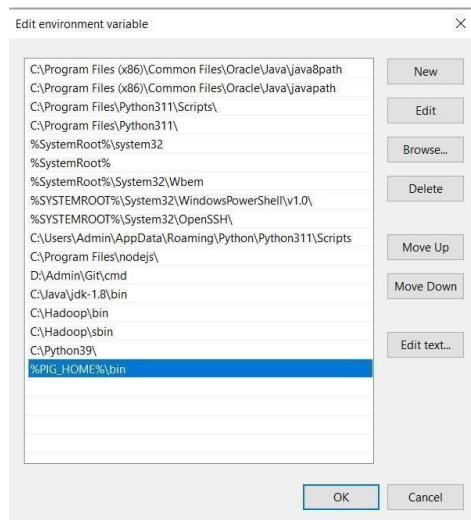 Edit environment variable
C:\Program Files (x86)\Common Files\Oracle\Java\java8path
C:\Program Files (x86)\Common Files\Oracle\Java\javapath
C:\Program Files\Python311\Scripts\
C:\Program Files\Python311\
%SystemRoot%\system32
%SystemRoot%
%SystemRoot%\System32\Wbem
%SYSTEMROOT%\System32\WindowsPowerShell\v1.0\
%SYSTEMROOT%\System32\OpenSSH\
C:\Users\Admin\AppData\Roaming\Python\Python311\Scripts
C:\Program Files\nodejs\
D:\Admin\Git\cmd
C:\Java\jdk-1.8\bin
C:\Hadoop\bin
C:\Hadoop\sbin
C:\Python39\
%PIG_HOME%\bin
New
Edit
Browse...
Delete
Move Up
Move Down
Edit text...
OK
Cancel